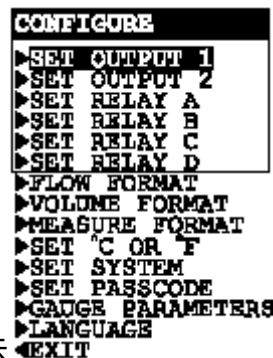 CONFIGURE
▶SET OUTPUT 1
▶SET OUTPUT 2
▶SET RELAY A
▶SET RELAY B
▶SET RELAY C
▶SET RELAY D
▶FLOW FORMAT
▶VOLUME FORMAT
▶MEASURE FORMAT
▶SET °C OR °F
▶SET SYSTEM
▶SET PASSCODE
▶GAUGE PARAMETERS
▶LANGUAGE
◀EXIT